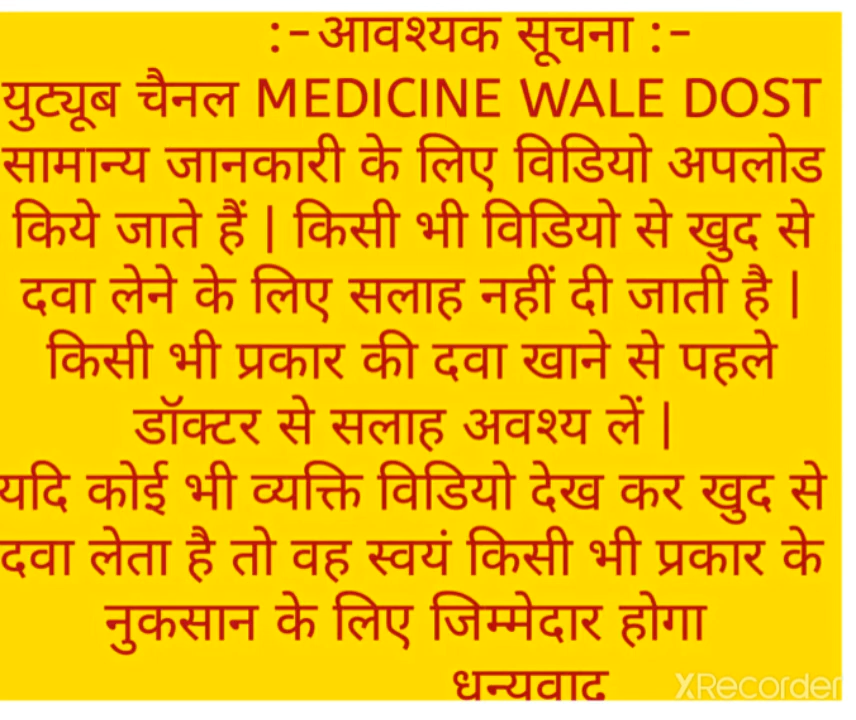 :-आवश्यक सूचना :-
युट्यूब चैनल MEDICINE WALE DOST
सामान्य जानकारी के लिए विडियो अपलोड
किये जाते हैं | किसी भी विडियो से खुद से
दवा लेने के लिए सलाह नहीं दी जाती है |
किसी भी प्रकार की दवा खाने से पहले
डॉक्टर से सलाह अवश्य लें |
यदि कोई भी व्यक्ति विडियो देख कर खुद से
दवा लेता है तो वह स्वयं किसी भी प्रकार के
नुकसान के लिए जिम्मेदार होगा
धन्यवाद
XRecorder